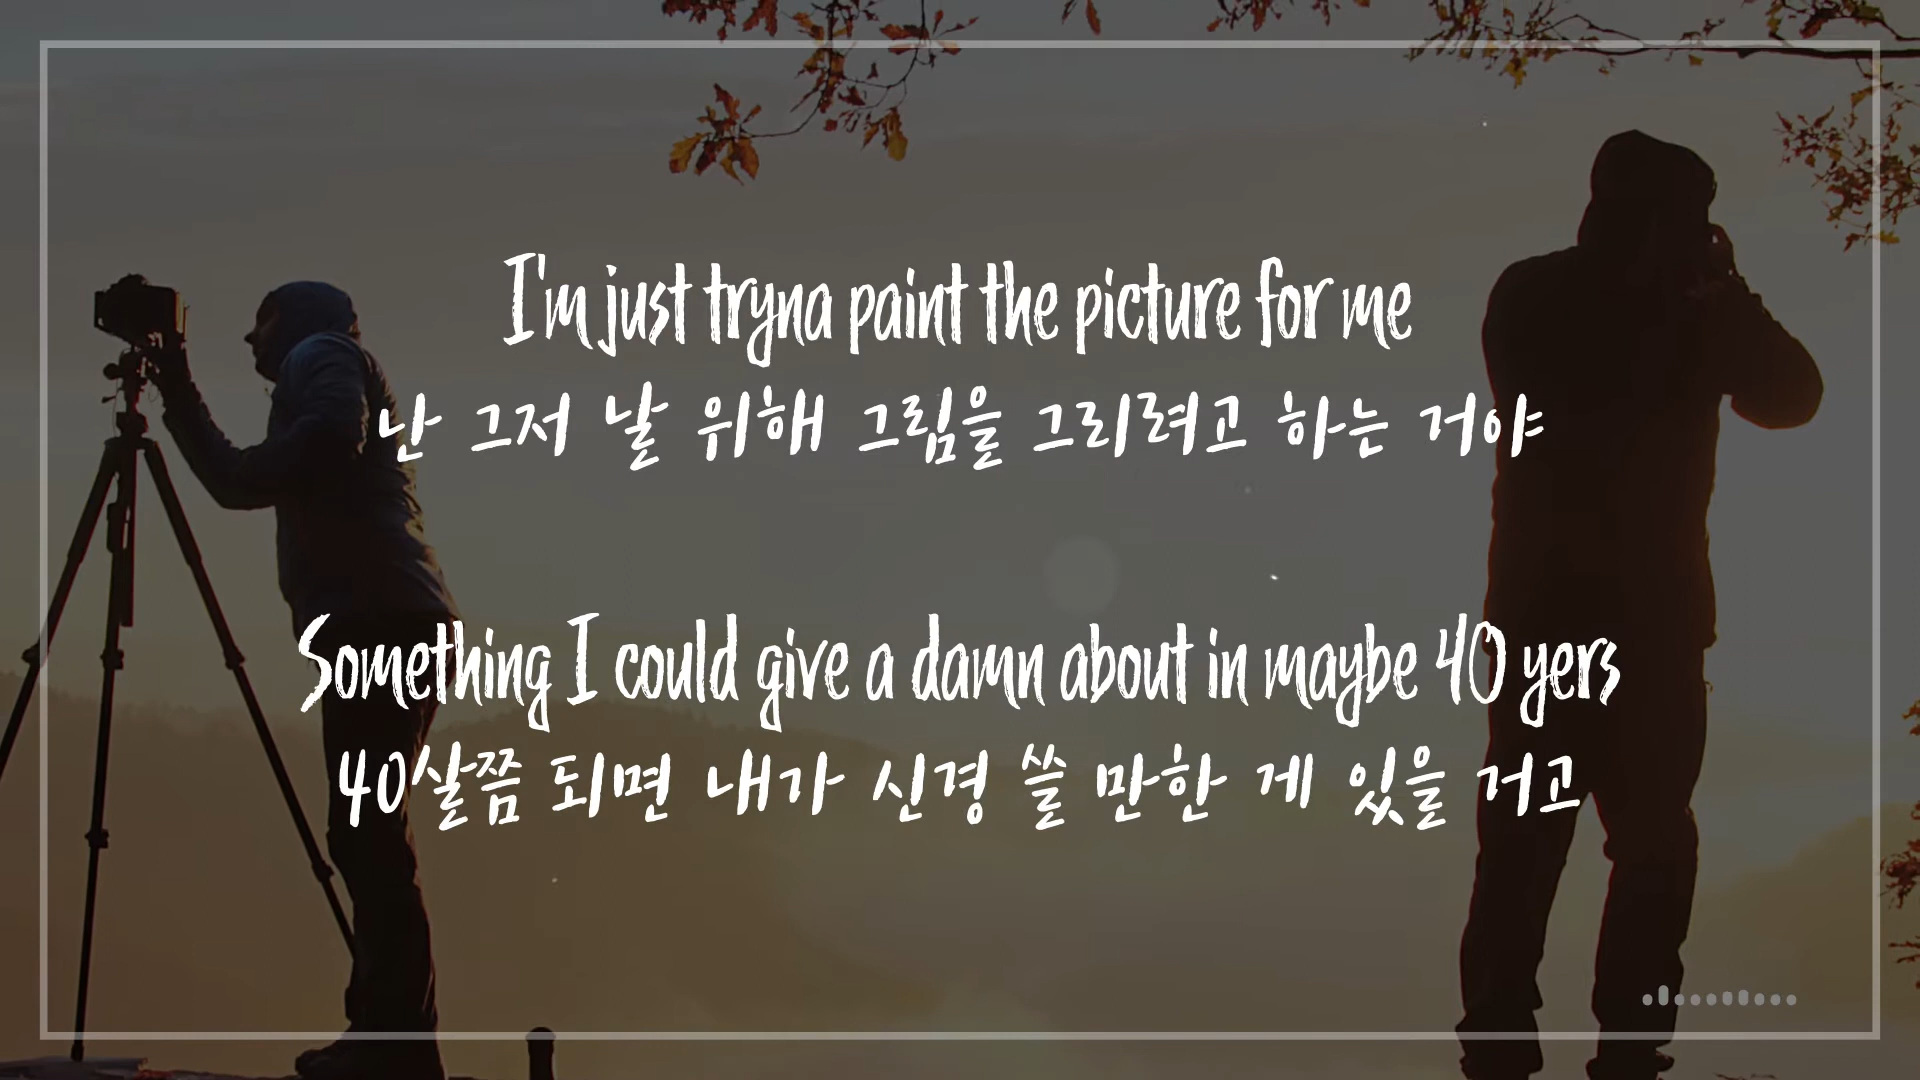 I'm just tryna paint the picture for me
난 그저 날 위해 그림을 그리려고 하는 거야
Something I could give a damn about in maybe 40 yers
40살쯤 되면 내가 신경 쓸 만한 게 있을 거고